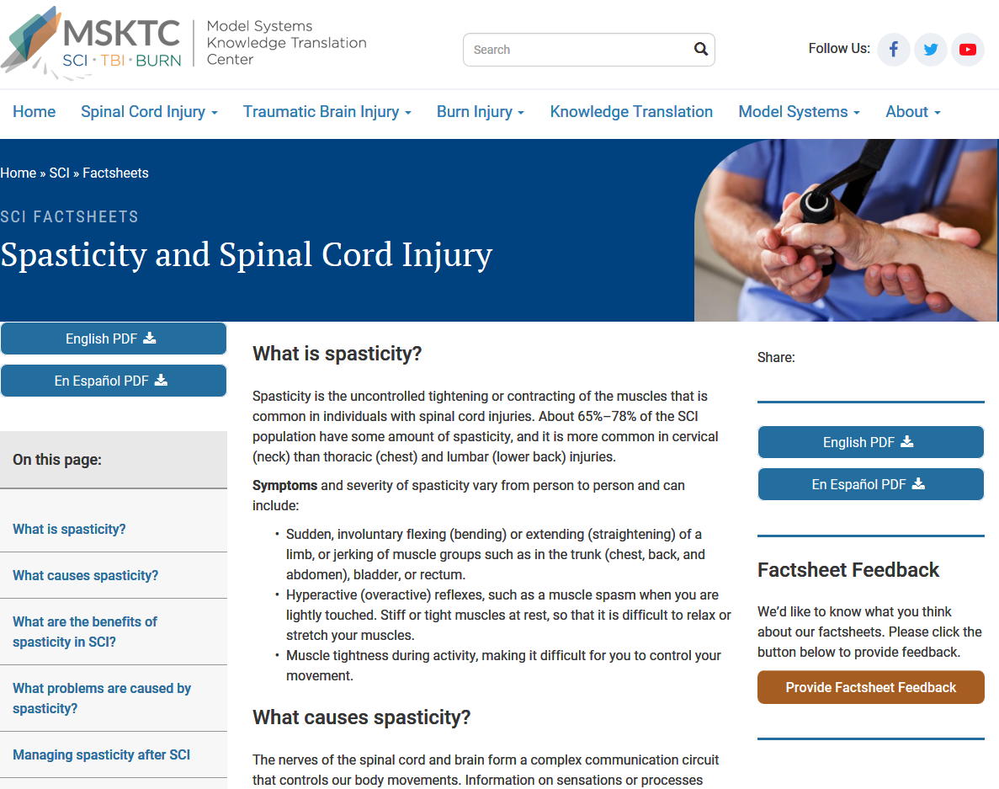 MSKTC
SCI · TBI · BURN
Model Systems
Knowledge Translation
Center
Search
Follow Us:
Home
Spinal Cord Injury
Traumatic Brain Injury
Burn Injury
Knowledge Translation
Model Systems
About
Home » SCI » Factsheets
SCI FACTSHEETS
Spasticity and Spinal Cord Injury
English PDF
En Español PDF
On this page:
What is spasticity?
What causes spasticity?
What are the benefits of
spasticity in SCI?
What problems are caused by
spasticity?
Managing spasticity after SCI
What is spasticity?
Spasticity is the uncontrolled tightening or contracting of the muscles that is
common in individuals with spinal cord injuries. About 65%–78% of the SCI
population have some amount of spasticity, and it is more common in cervical
(neck) than thoracic (chest) and lumbar (lower back) injuries.
Symptoms and severity of spasticity vary from person to person and can
include:
• Sudden, involuntary flexing (bending) or extending (straightening) of a
limb, or jerking of muscle groups such as in the trunk (chest, back, and
abdomen), bladder, or rectum.
• Hyperactive (overactive) reflexes, such as a muscle spasm when you are
lightly touched. Stiff or tight muscles at rest, so that it is difficult to relax or
stretch your muscles.
• Muscle tightness during activity, making it difficult for you to control your
movement.
What causes spasticity?
The nerves of the spinal cord and brain form a complex communication circuit
that controls our body movements. Information on sensations or processes
Share:
English PDF
En Español PDF
Factsheet Feedback
We’d like to know what you think
about our factsheets. Please click the
button below to provide feedback.
Provide Factsheet Feedback